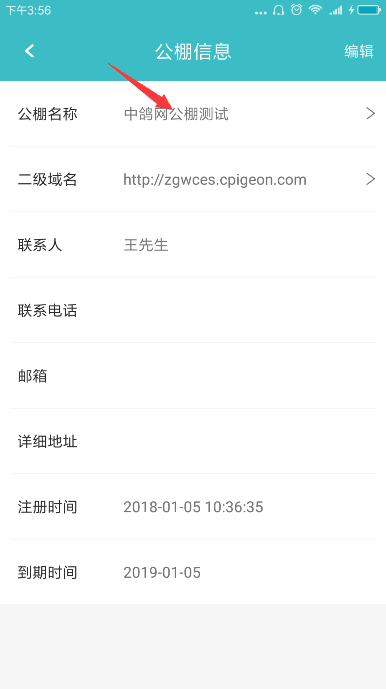 下午3:56
公棚信息
编辑
公棚名称 中鸽网公棚测试
二级域名 http://zgwces.cpigeon.com
联系人 王先生
联系电话
邮箱
详细地址
注册时间 2018-01-05 10:36:35
到期时间 2019-01-05